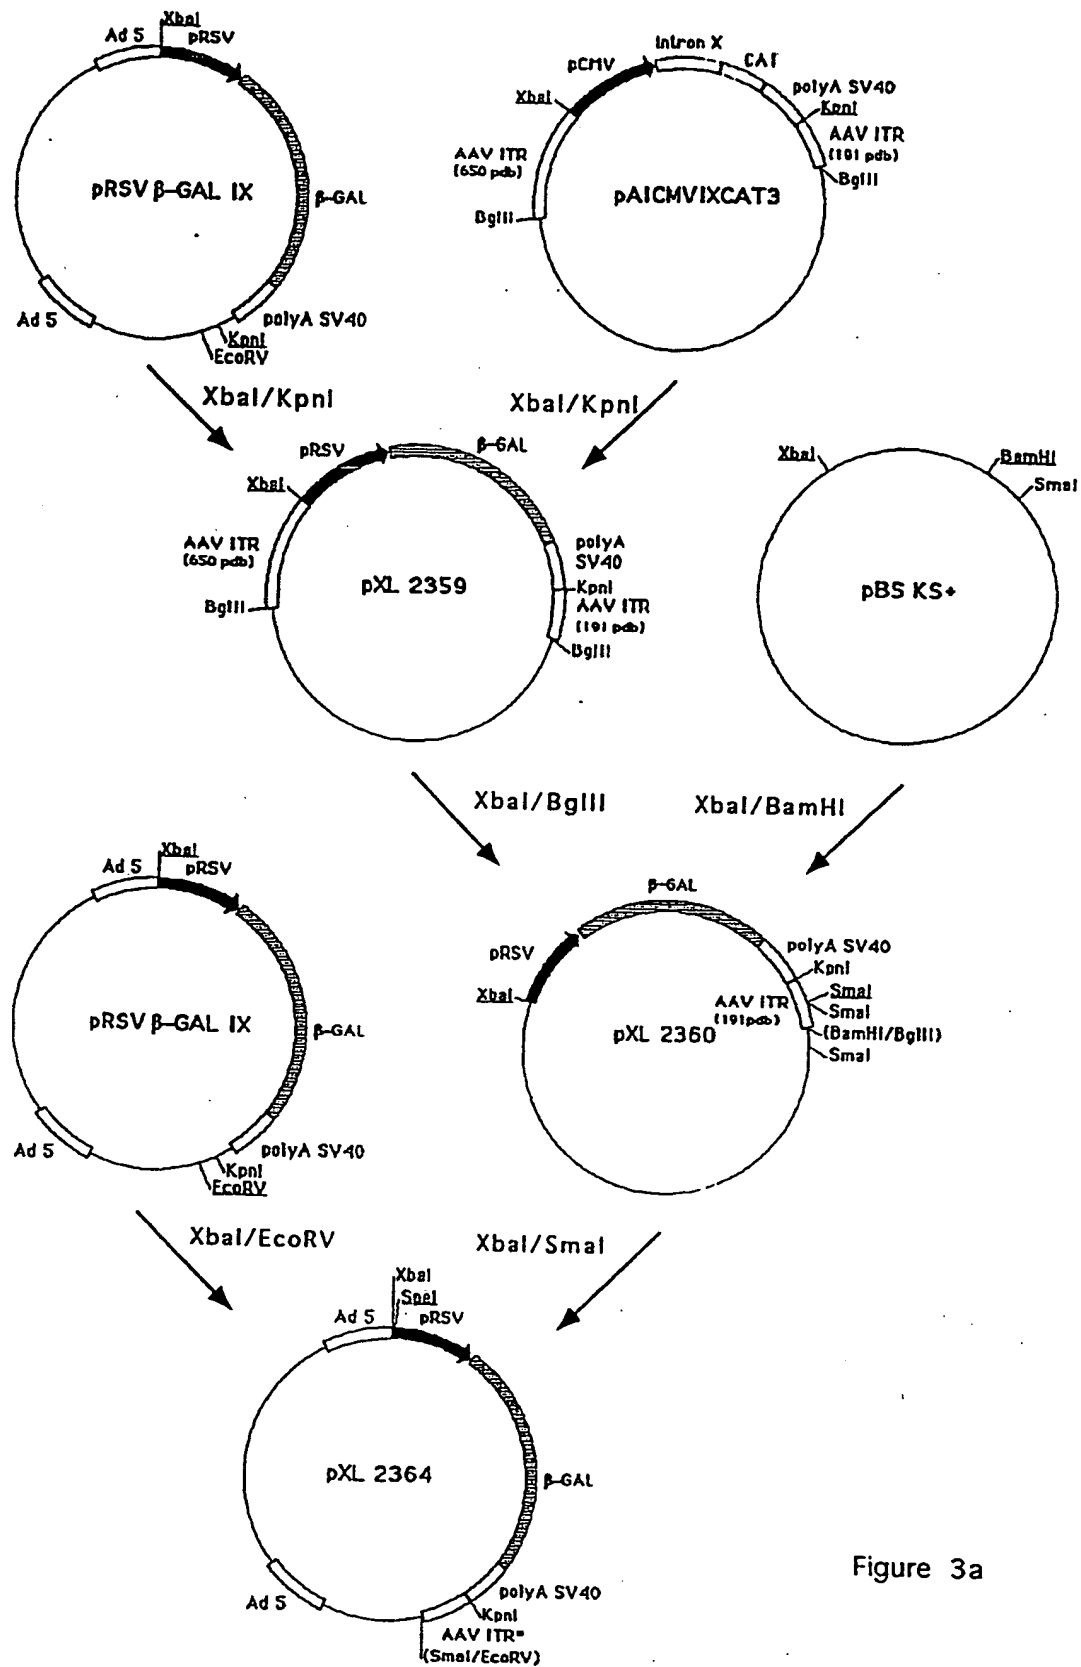 Ad 5
XbaI
pRSV
β-GAL
pRSV β-GAL IX
Ad 5
polyA SV40
KpnI
EcoRV
Intron X
pCMV
CAT
polyA SV40
XbaI
KpnI
AAV ITR
(650 pdb)
AAV ITR
(191 pdb)
pAICMVIXCAT3
BglII
BglII
XbaI/KpnI
XbaI/KpnI
pRSV
β-GAL
XbaI
AAV ITR
(650 pdb)
polyA
SV40
pXL 2359
KpnI
BglII
AAV ITR
(191 pdb)
BglII
XbaI
BamHI
SmaI
pBS KS+
XbaI/BglII
XbaI/BamHI
Ad 5
XbaI
pRSV
pRSV β-GAL IX
β-GAL
Ad 5
polyA SV40
KpnI
EcoRV
β-GAL
pRSV
polyA SV40
KpnI
XbaI
SmaI
AAV ITR
(191pdb)
SmaI
(BamHI/BglII)
pXL 2360
SmaI
XbaI/EcoRV
XbaI/SmaI
XbaI
SpeI
Ad 5
pRSV
pXL 2364
β-GAL
Ad 5
polyA SV40
KpnI
AAV ITR*
(SmaI/EcoRV)
Figure 3a